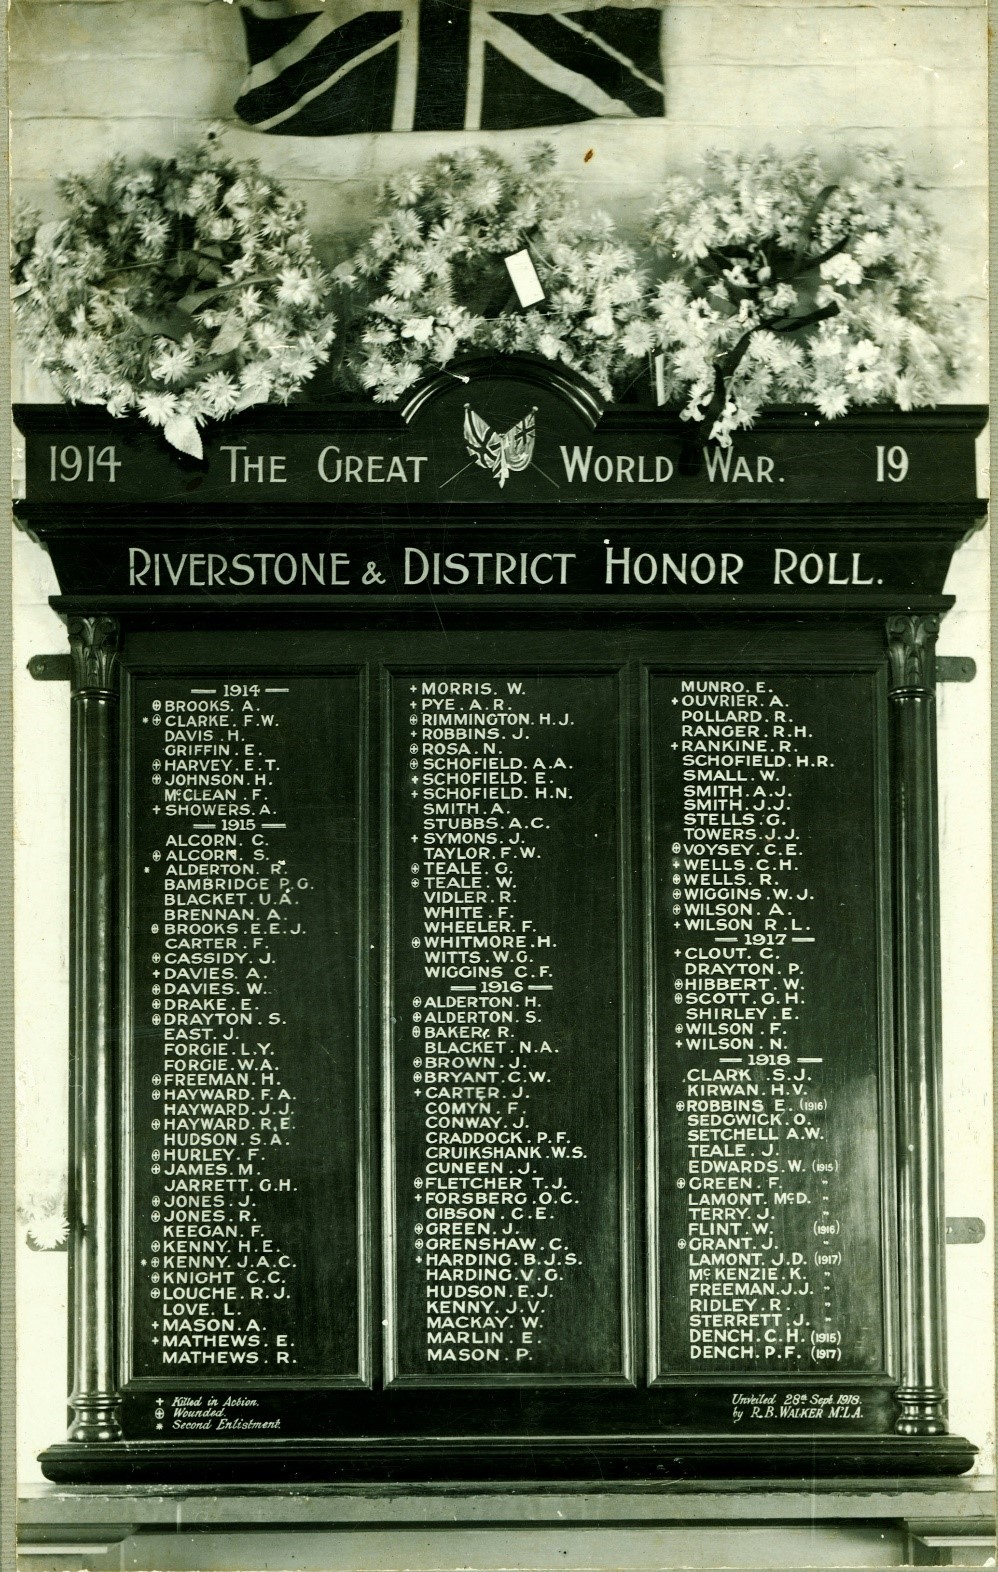 1914 THE GREAT WORLD WAR. 19
RIVERSTONE & DISTRICT HONOR ROLL.
1914
⊕ BROOKS. A.
* ⊕ CLARKE. F.W.
DAVIS. H.
GRIFFIN. E.
⊕ HARVEY. E.T.
⊕ JOHNSON. H.
McCLEAN. F.
+ SHOWERS. A.
1915
ALCORN. C.
⊕ ALCORN. S.
* ALDERTON. R.
BAMBRIDGE P.G.
BLACKET. U.A.
BRENNAN. A.
⊕ BROOKS. E.E.J.
CARTER. F.
⊕ CASSIDY. J.
+ DAVIES. A.
⊕ DAVIES. W.
⊕ DRAKE. E.
⊕ DRAYTON. S.
EAST. J.
FORGIE. L.Y.
FORGIE. W.A.
⊕ FREEMAN. H.
⊕ HAYWARD. F.A.
HAYWARD. J.J.
⊕ HAYWARD. R.E.
HUDSON. S.A.
⊕ HURLEY. F.
⊕ JAMES. M.
JARRETT. G.H.
⊕ JONES. J.
⊕ JONES. R.
KEEGAN. F.
⊕ KENNY. H.E.
* ⊕ KENNY. J.A.C.
⊕ KNIGHT C.C.
⊕ LOUCHE. R.J.
LOVE. L.
+ MASON. A.
+ MATHEWS. E.
MATHEWS. R.
+ MORRIS. W.
+ PYE. A.R.
⊕ RIMMINGTON. H.J.
+ ROBBINS. J.
⊕ ROSA. N.
⊕ SCHOFIELD. A.A.
+ SCHOFIELD. E.
+ SCHOFIELD. H.N.
SMITH. A.
STUBBS. A.C.
+ SYMONS. J.
TAYLOR. F.W.
⊕ TEALE. G.
⊕ TEALE. W.
VIDLER. R.
WHITE. F.
WHEELER. F.
⊕ WHITMORE. H.
WITTS. W.G.
WIGGINS C.F.
1916
⊕ ALDERTON. H.
⊕ ALDERTON. S.
⊕ BAKER. R.
BLACKET. N.A.
⊕ BROWN. J.
⊕ BRYANT. C.W.
+ CARTER. J.
COMYN. F.
CONWAY. J.
CRADDOCK. P.F.
CRUIKSHANK. W.S.
CUNEEN. J.
⊕ FLETCHER T.J.
+ FORSBERG. O.C.
GIBSON. C.E.
⊕ GREEN. J.
⊕ GRENSHAW. C.
+ HARDING. B.J.S.
HARDING. V.G.
HUDSON. E.J.
KENNY. J.V.
MACKAY. W.
MARLIN. E.
MASON. P.
MUNRO. E.
+ OUVRIER. A.
POLLARD. R.
RANGER. R.H.
+ RANKINE. R.
SCHOFIELD. H.R.
SMALL. W.
SMITH. A.J.
SMITH. J.J.
STELLS. G.
TOWERS. J.J.
⊕ VOYSEY. C.E.
+ WELLS. C.H.
⊕ WELLS. R.
⊕ WIGGINS. W.J.
⊕ WILSON. A.
+ WILSON R.L.
1917
+ CLOUT. C.
DRAYTON. P.
⊕ HIBBERT. W.
⊕ SCOTT. G.H.
SHIRLEY. E.
⊕ WILSON. F.
+ WILSON. N.
1918
CLARK S.J.
KIRWAN. H.V.
⊕ ROBBINS E. (1916)
SEDGWICK. O.
SETCHELL A.W.
TEALE. J.
EDWARDS. W. (1915)
⊕ GREEN. F. "
LAMONT. McD. "
TERRY. J. "
FLINT. W. (1916)
⊕ GRANT. J. "
LAMONT. J.D. (1917)
McKENZIE. K. "
FREEMAN. J.J. "
RIDLEY. R. "
STERRETT. J. "
DENCH. C.H. (1915)
DENCH. P.F. (1917)
+ Killed in Action.
⊕ Wounded.
* Second Enlistment.
Unveiled 28th Sept. 1918.
by R.B. WALKER M.L.A.